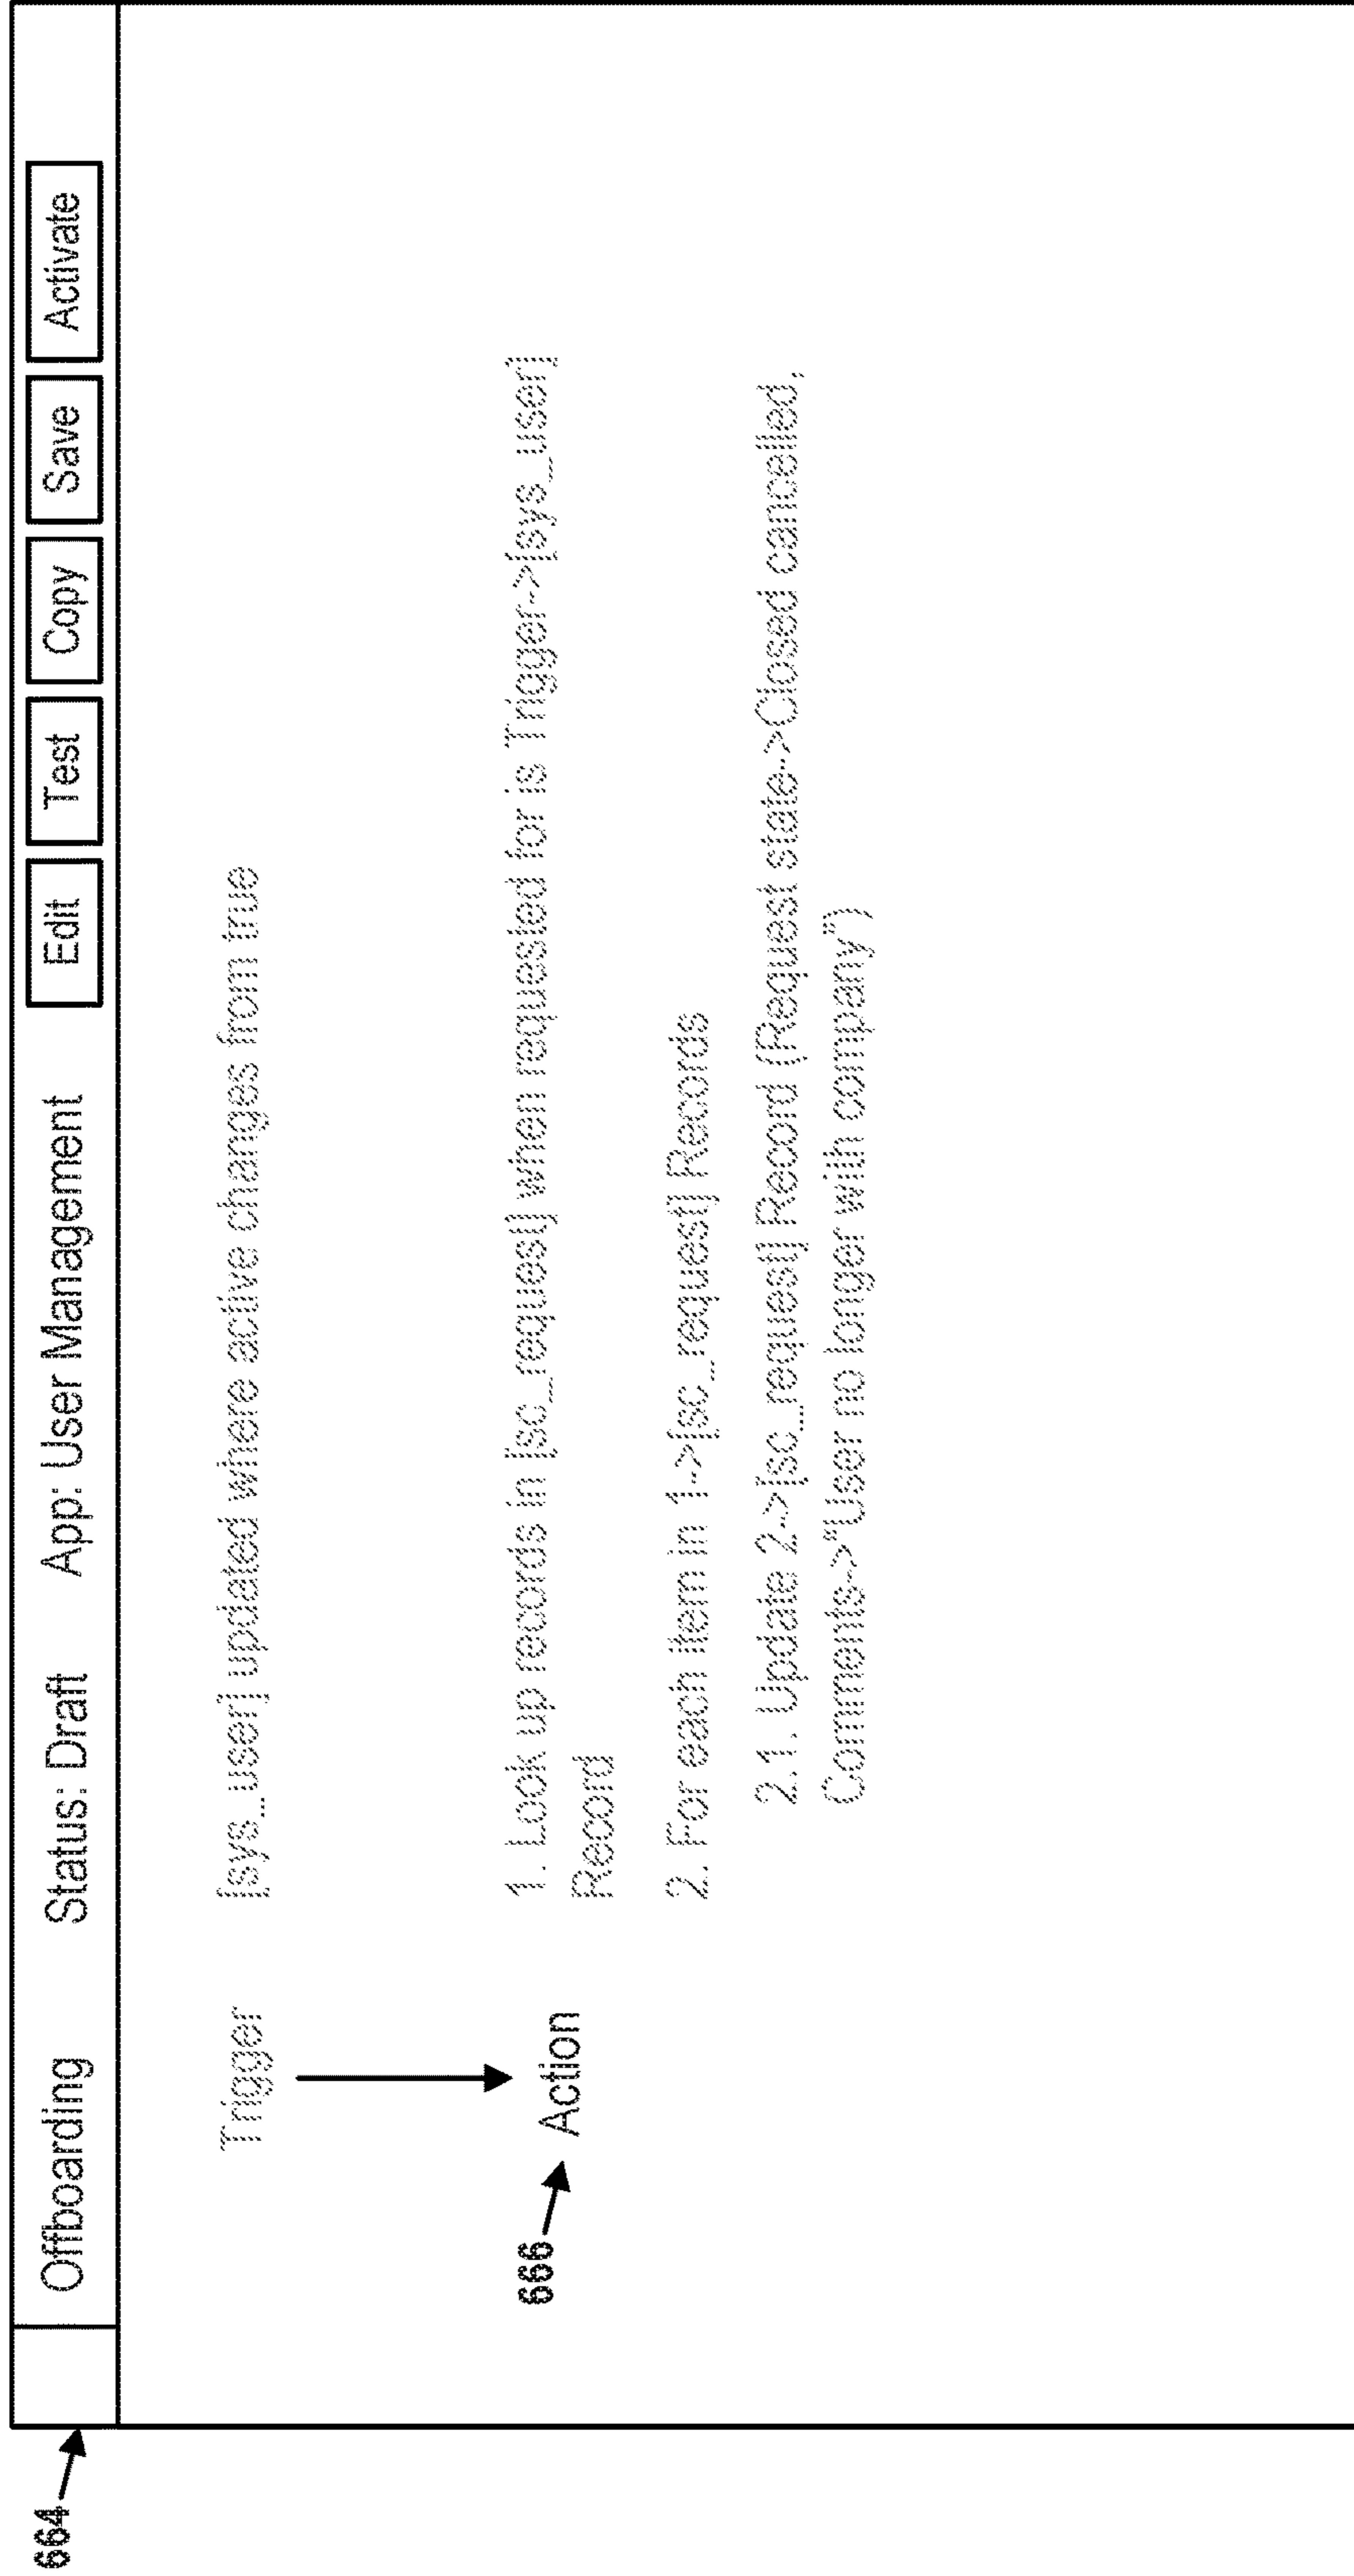 664
Offboarding Status: Draft App: User Management Edit Test Copy Save Activate
Trigger [sys_user] updated where active changes from true
666 Action
1. Look up records in [sc_request] when requested for is Trigger->[sys_user]
Record
2. For each item in 1->[sc_request] Records
2.1. Update 2->[sc_request] Record (Request state->Closed cancelled,
Comments->"User no longer with company")